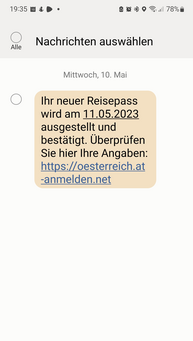 19:35
78%
Alle
Nachrichten auswählen
Mittwoch, 10. Mai
Ihr neuer Reisepass
wird am 11.05.2023
ausgestellt und
bestätigt. Überprüfen
Sie hier Ihre Angaben:
https://oesterreich.at
-anmelden.net